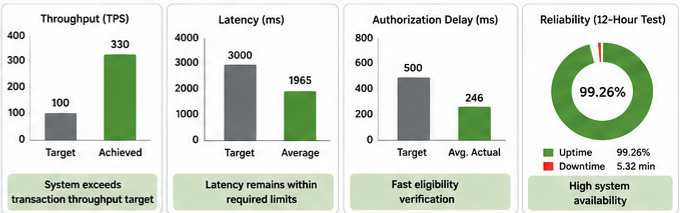 Throughput (TPS)
400
300
200
100
0
100
330
Target
Achieved
System exceeds
transaction throughput target
Latency (ms)
4000
3000
2000
1000
0
3000
1965
Target
Average
Latency remains within
required limits
Authorization Delay (ms)
800
600
400
200
0
500
246
Target
Avg. Actual
Fast eligibility
verification
Reliability (12-Hour Test)
99.26%
Uptime 99.26%
Downtime 5.32 min
High system
availability